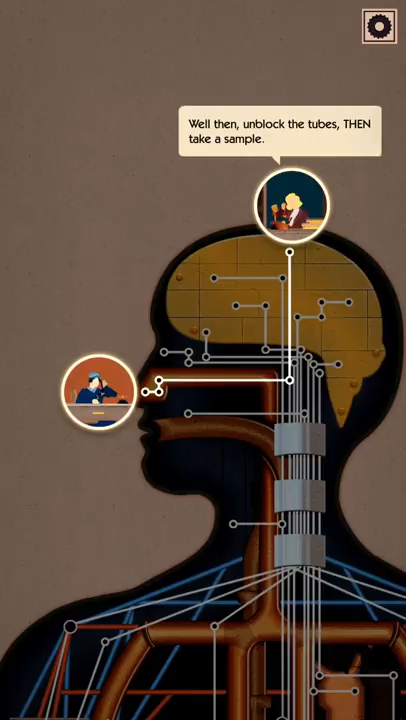 Well then, unblock the tubes, THEN
take a sample.